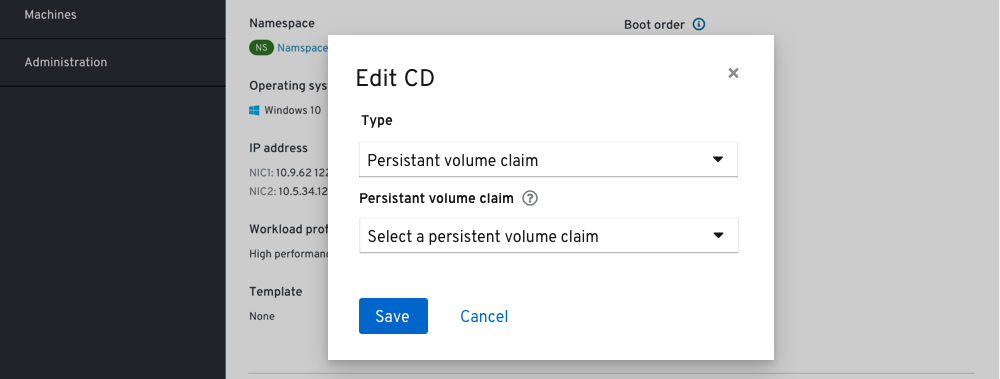 Machines
Administration
Namespace
NS Namspace
Operating sys
Windows 10
IP address
NIC1: 10.9.62 122
NIC2: 10.5.34.12
Workload prof
High performanc
Template
None
Boot order
Edit CD
Type
Persistant volume claim
Persistant volume claim
Select a persistent volume claim
Save Cancel